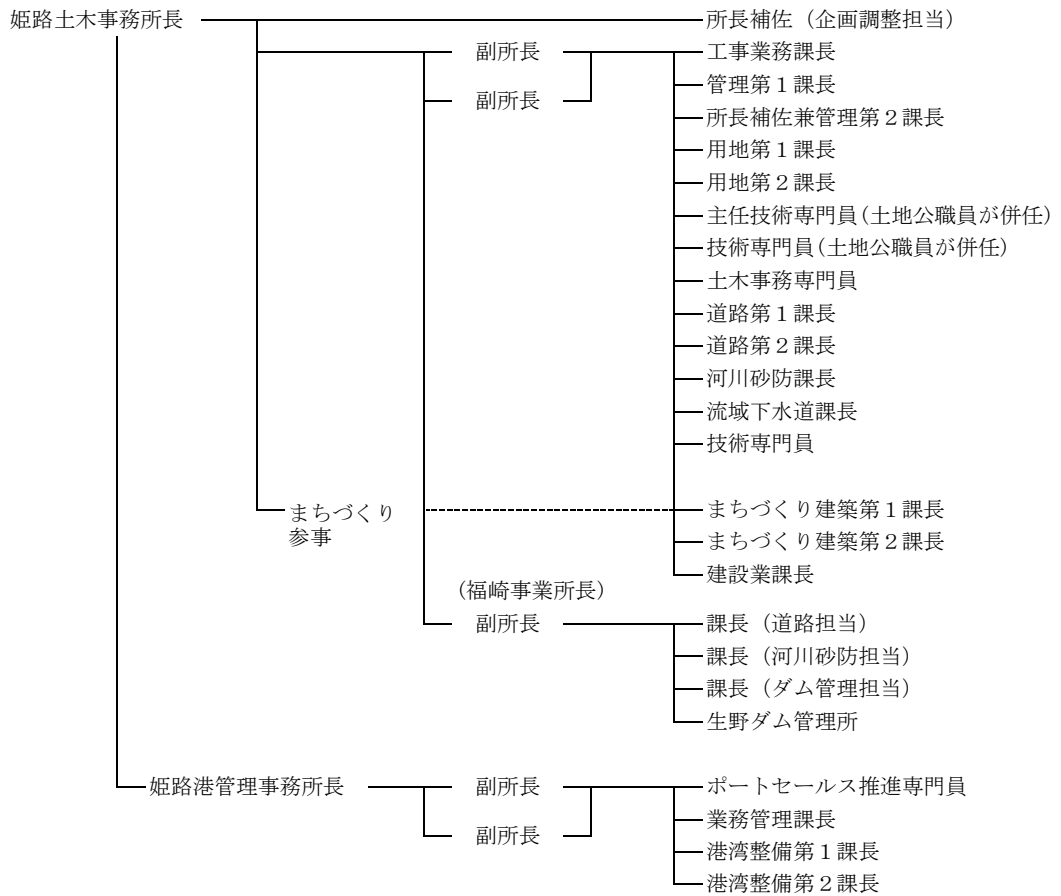 姫路土木事務所長
所長補佐（企画調整担当）
副所長
工事業務課長
管理第１課長
副所長
所長補佐兼管理第２課長
用地第１課長
用地第２課長
主任技術専門員(土地公職員が併任)
技術専門員(土地公職員が併任)
土木事務専門員
道路第１課長
道路第２課長
河川砂防課長
流域下水道課長
技術専門員
まちづくり
参事
まちづくり建築第１課長
まちづくり建築第２課長
建設業課長
(福崎事業所長)
副所長
課長（道路担当）
課長（河川砂防担当）
課長（ダム管理担当）
生野ダム管理所
姫路港管理事務所長
副所長
ポートセールス推進専門員
業務管理課長
副所長
港湾整備第１課長
港湾整備第２課長